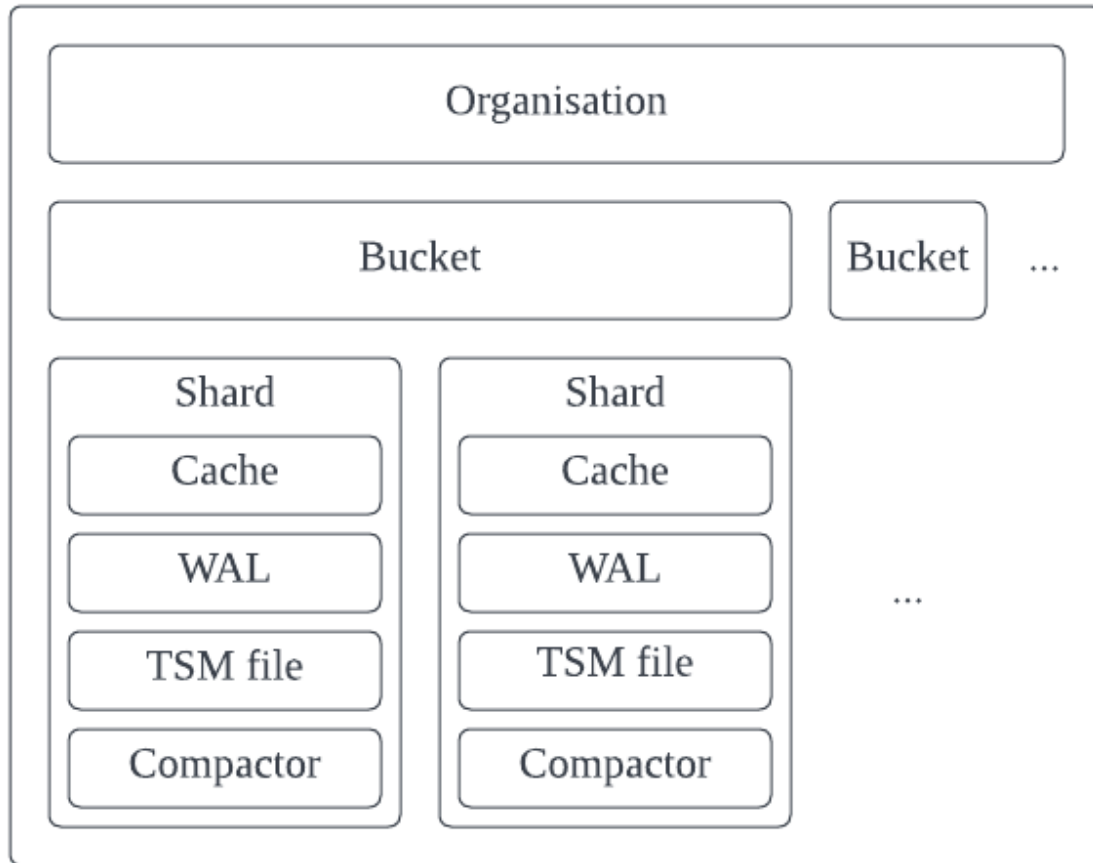 Organisation
Bucket
Bucket
...
Shard
Cache
WAL
TSM file
Compactor
Shard
Cache
WAL
TSM file
Compactor
...